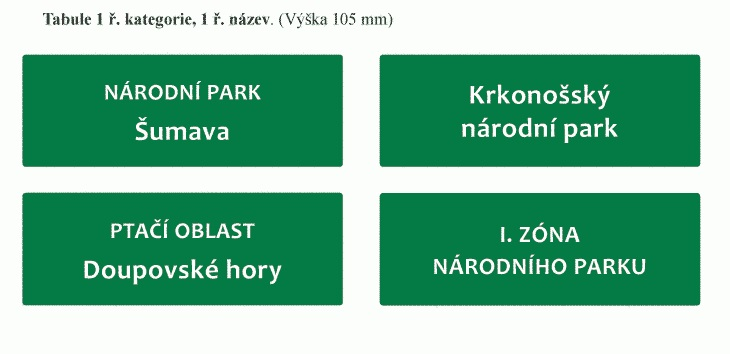 Tabule 1 ř. kategorie, 1 ř. název. (Výška 105 mm)
NÁRODNÍ PARK
Šumava
Krkonošský
národní park
PTAČÍ OBLAST
Doupovské hory
I. ZÓNA
NÁRODNÍHO PARKU